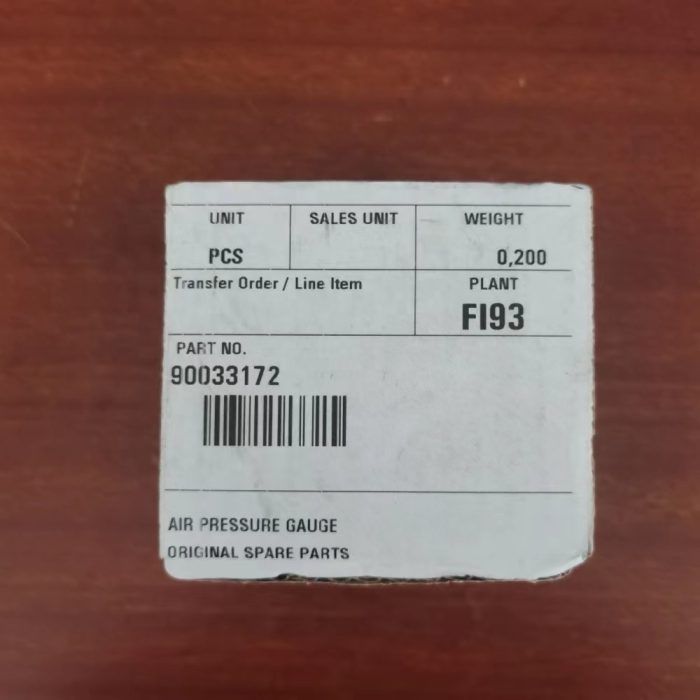 UNIT SALES UNIT WEIGHT
PCS 0,200
Transfer Order / Line Item PLANT
FI93
PART NO.
90033172
AIR PRESSURE GAUGE
ORIGINAL SPARE PARTS